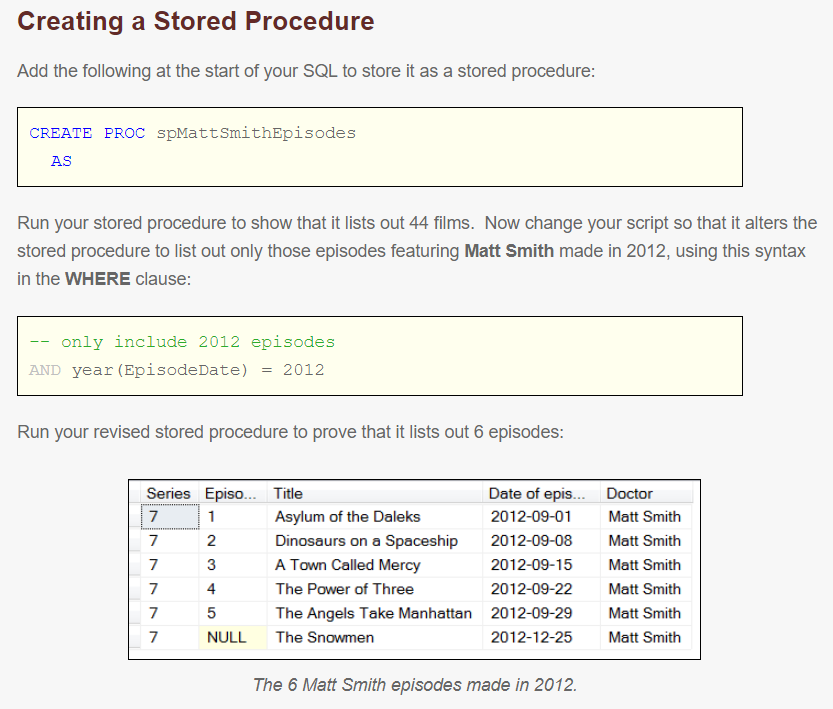 Creating a Stored Procedure
Add the following at the start of your SQL to store it as a stored procedure:
CREATE PROC spMattSmithEpisodes
AS
Run your stored procedure to show that it lists out 44 films.  Now change your script so that it alters the
stored procedure to list out only those episodes featuring Matt Smith made in 2012, using this syntax
in the WHERE clause:
-- only include 2012 episodes
AND year(EpisodeDate) = 2012
Run your revised stored procedure to prove that it lists out 6 episodes:
Series Episo... Title Date of epis... Doctor
7 1 Asylum of the Daleks 2012-09-01 Matt Smith
7 2 Dinosaurs on a Spaceship 2012-09-08 Matt Smith
7 3 A Town Called Mercy 2012-09-15 Matt Smith
7 4 The Power of Three 2012-09-22 Matt Smith
7 5 The Angels Take Manhattan 2012-09-29 Matt Smith
7 NULL The Snowmen 2012-12-25 Matt Smith
The 6 Matt Smith episodes made in 2012.